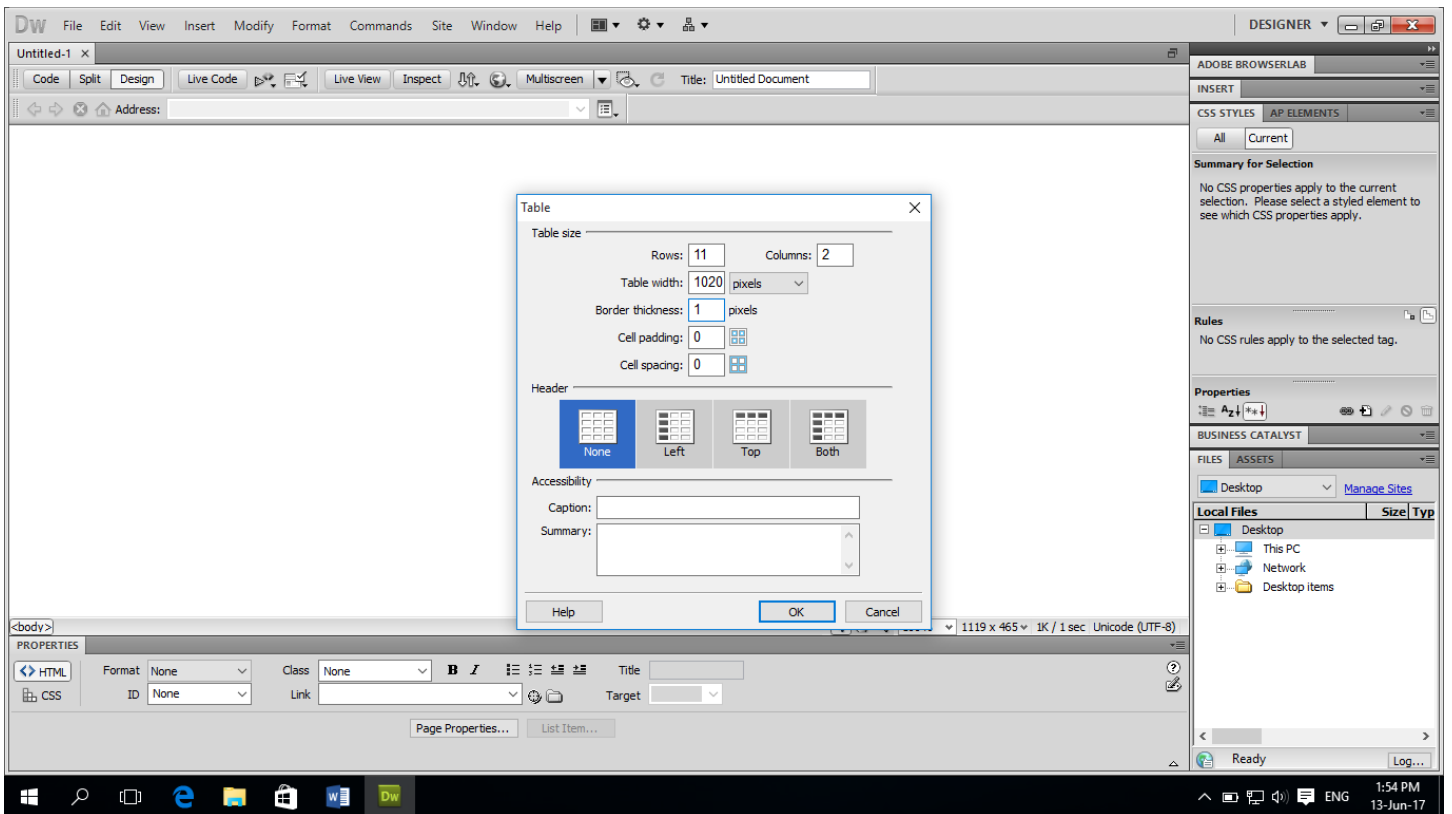 DW File Edit View Insert Modify Format Commands Site Window Help DESIGNER
Untitled-1 ×
Code Split Design Live Code Live View Inspect Multiscreen Title: Untitled Document
Address:
ADOBE BROWSERLAB
INSERT
CSS STYLES AP ELEMENTS
All Current
Summary for Selection
No CSS properties apply to the current
selection. Please select a styled element to
see which CSS properties apply.
Rules
No CSS rules apply to the selected tag.
Properties
BUSINESS CATALYST
FILES ASSETS
Desktop Manage Sites
Local Files Size Typ
Desktop
This PC
Network
Desktop items
Ready Log...
Table
Table size
Rows: 11 Columns: 2
Table width: 1020 pixels
Border thickness: 1 pixels
Cell padding: 0
Cell spacing: 0
Header
None Left Top Both
Accessibility
Caption:
Summary:
Help OK Cancel
<body> 1119 x 465 1K / 1 sec Unicode (UTF-8)
PROPERTIES
<> HTML Format None Class None B I Title
CSS ID None Link Target
Page Properties... List Item...
Dw ENG 1:54 PM
13-Jun-17